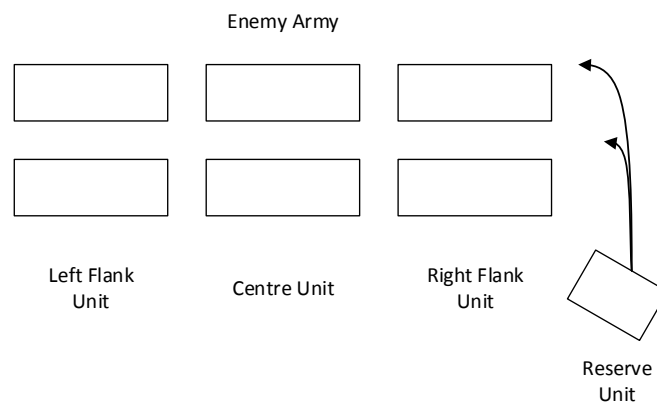 Enemy Army
Left Flank
Unit
Centre Unit
Right Flank
Unit
Reserve
Unit